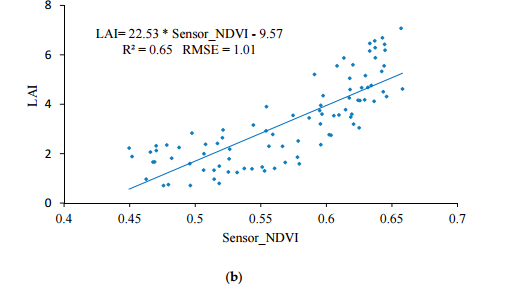 8
LAI= 22.53 * Sensor_NDVI - 9.57
R² = 0.65 RMSE = 1.01
6
LAI
4
2
0
0.4 0.45 0.5 0.55 0.6 0.65 0.7
Sensor_NDVI
(b)